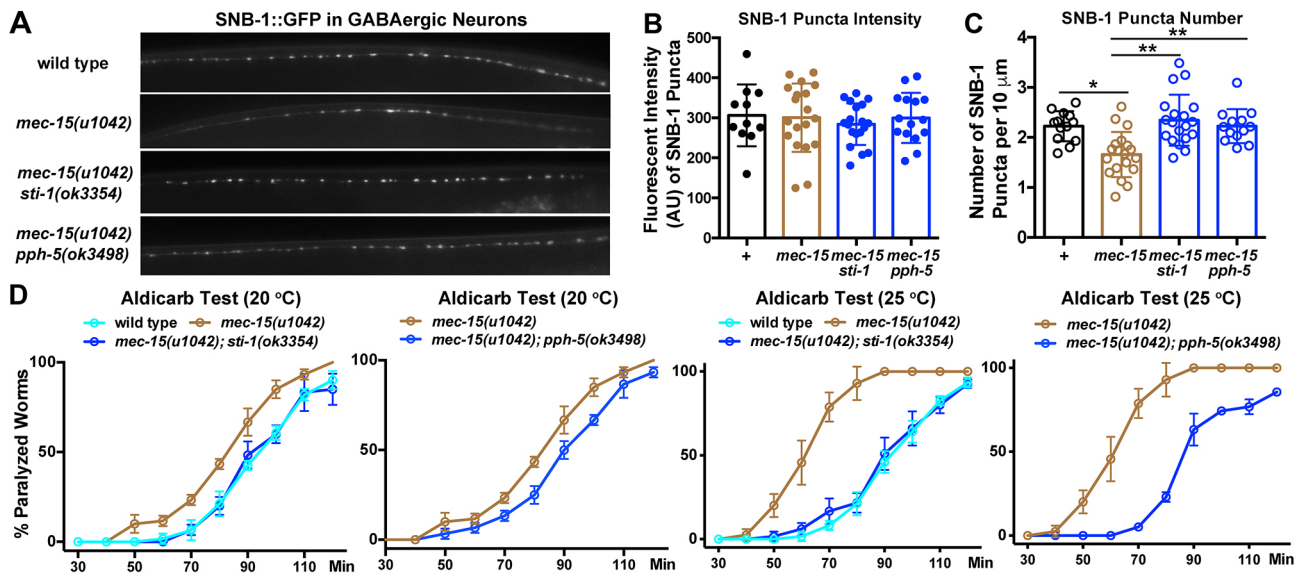 A
SNB-1::GFP in GABAergic Neurons
wild type
mec-15(u1042)
mec-15(u1042)
sti-1(ok3354)
mec-15(u1042)
pph-5(ok3498)
B
SNB-1 Puncta Intensity
Fluorescent Intensity
(AU) of SNB-1 Puncta
500
400
300
200
100
0
+
mec-15
mec-15
sti-1
mec-15
pph-5
C
SNB-1 Puncta Number
Number of SNB-1
Puncta per 10 μm
4
3
2
1
0
*
**
**
+
mec-15
mec-15
sti-1
mec-15
pph-5
D
Aldicarb Test (20 °C)
wild type mec-15(u1042)
mec-15(u1042); sti-1(ok3354)
% Paralyzed Worms
100
50
0
30 50 70 90 110 Min
Aldicarb Test (20 °C)
mec-15(u1042)
mec-15(u1042); pph-5(ok3498)
100
50
0
30 50 70 90 110 Min
Aldicarb Test (25 °C)
wild type mec-15(u1042)
mec-15(u1042); sti-1(ok3354)
100
50
0
30 50 70 90 110 Min
Aldicarb Test (25 °C)
mec-15(u1042)
mec-15(u1042); pph-5(ok3498)
100
50
0
30 50 70 90 110 Min